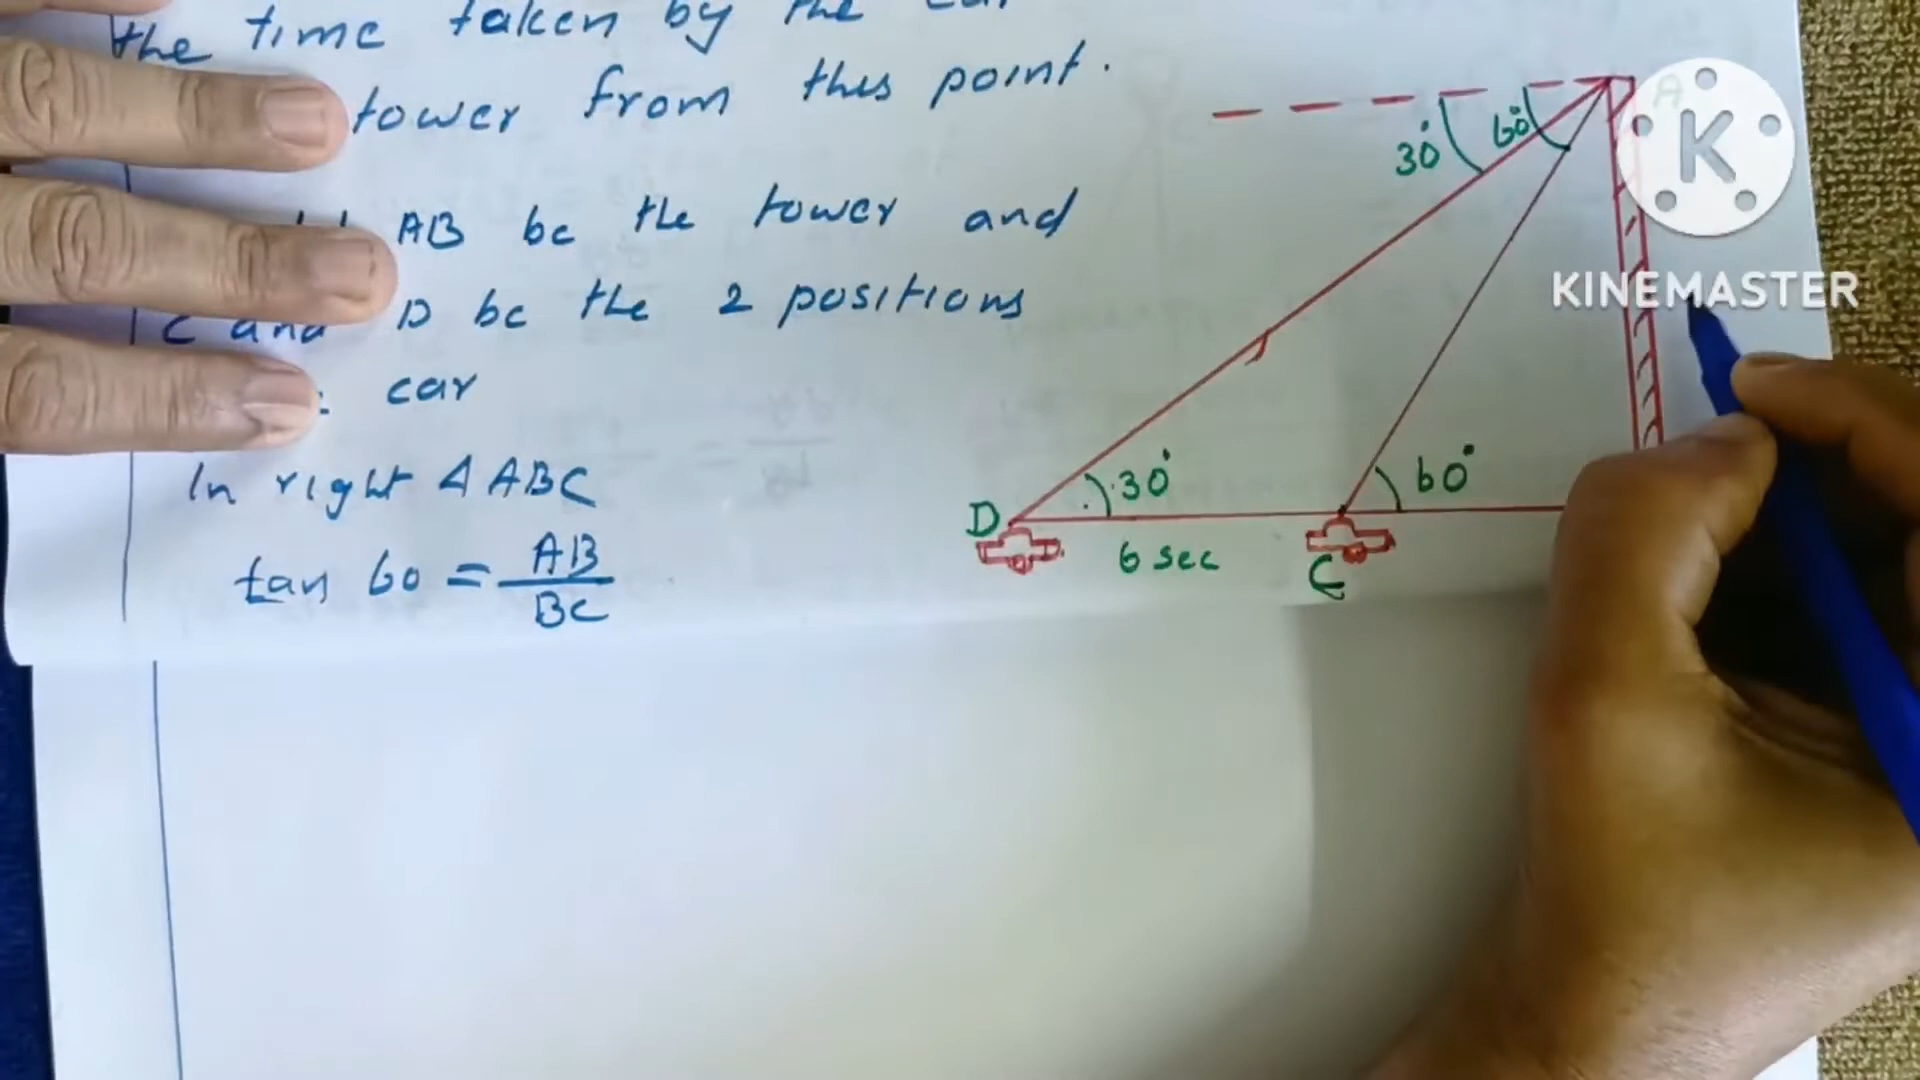 the time taken by the
tower from this point.
AB be the tower and
C and D be the 2 positions
car
In right Δ ABC
tan 60 = AB
BC
A
30° 60°
K
KINEMASTER
30° 60°
D
6 sec
C